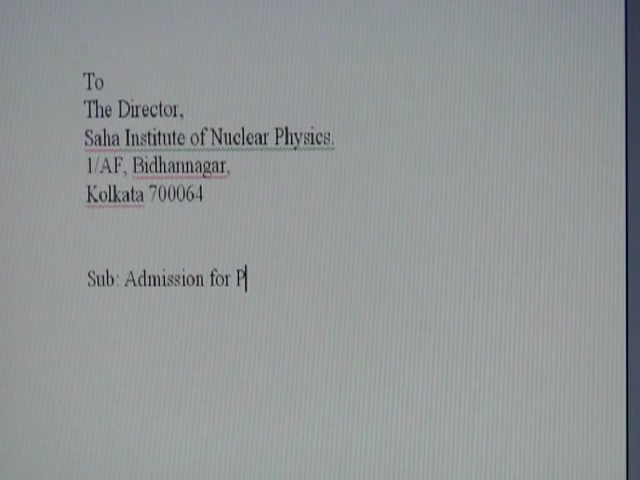 To
The Director,
Saha Institute of Nuclear Physics.
1/AF, Bidhannagar,
Kolkata 700064
Sub: Admission for P